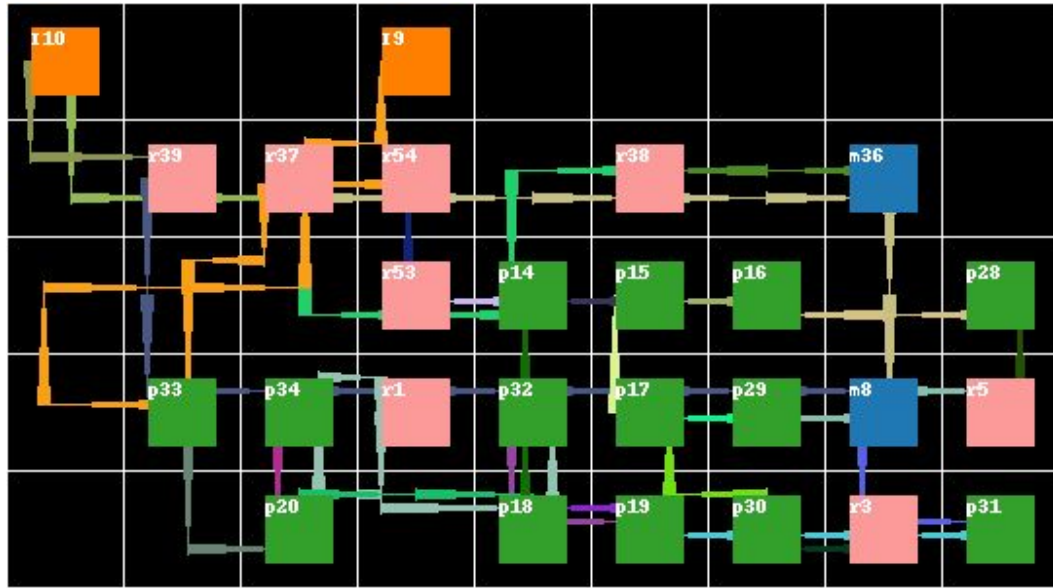 I10 I9
r39 r37 r54 r38 m36
r53 p14 p15 p16 p28
p33 p34 r1 p32 p17 p29 m8 r5
p20 p18 p19 p30 r3 p31